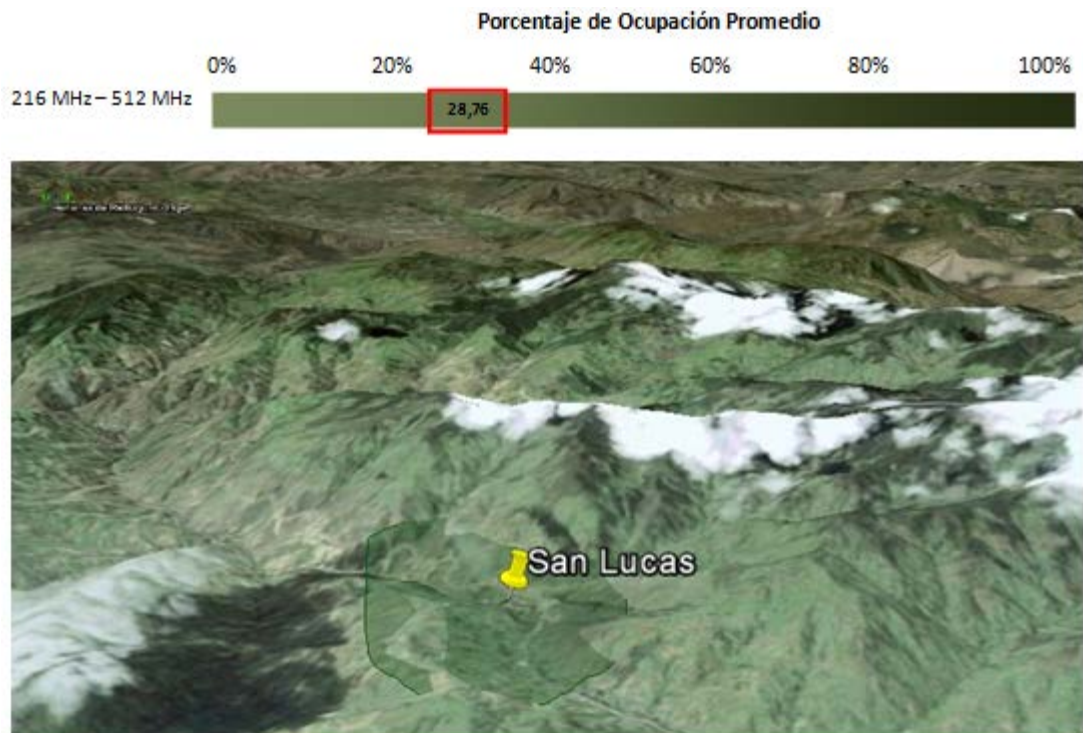 Porcentaje de Ocupación Promedio
0% 20% 40% 60% 80% 100%
216 MHz – 512 MHz
28,76
San Lucas